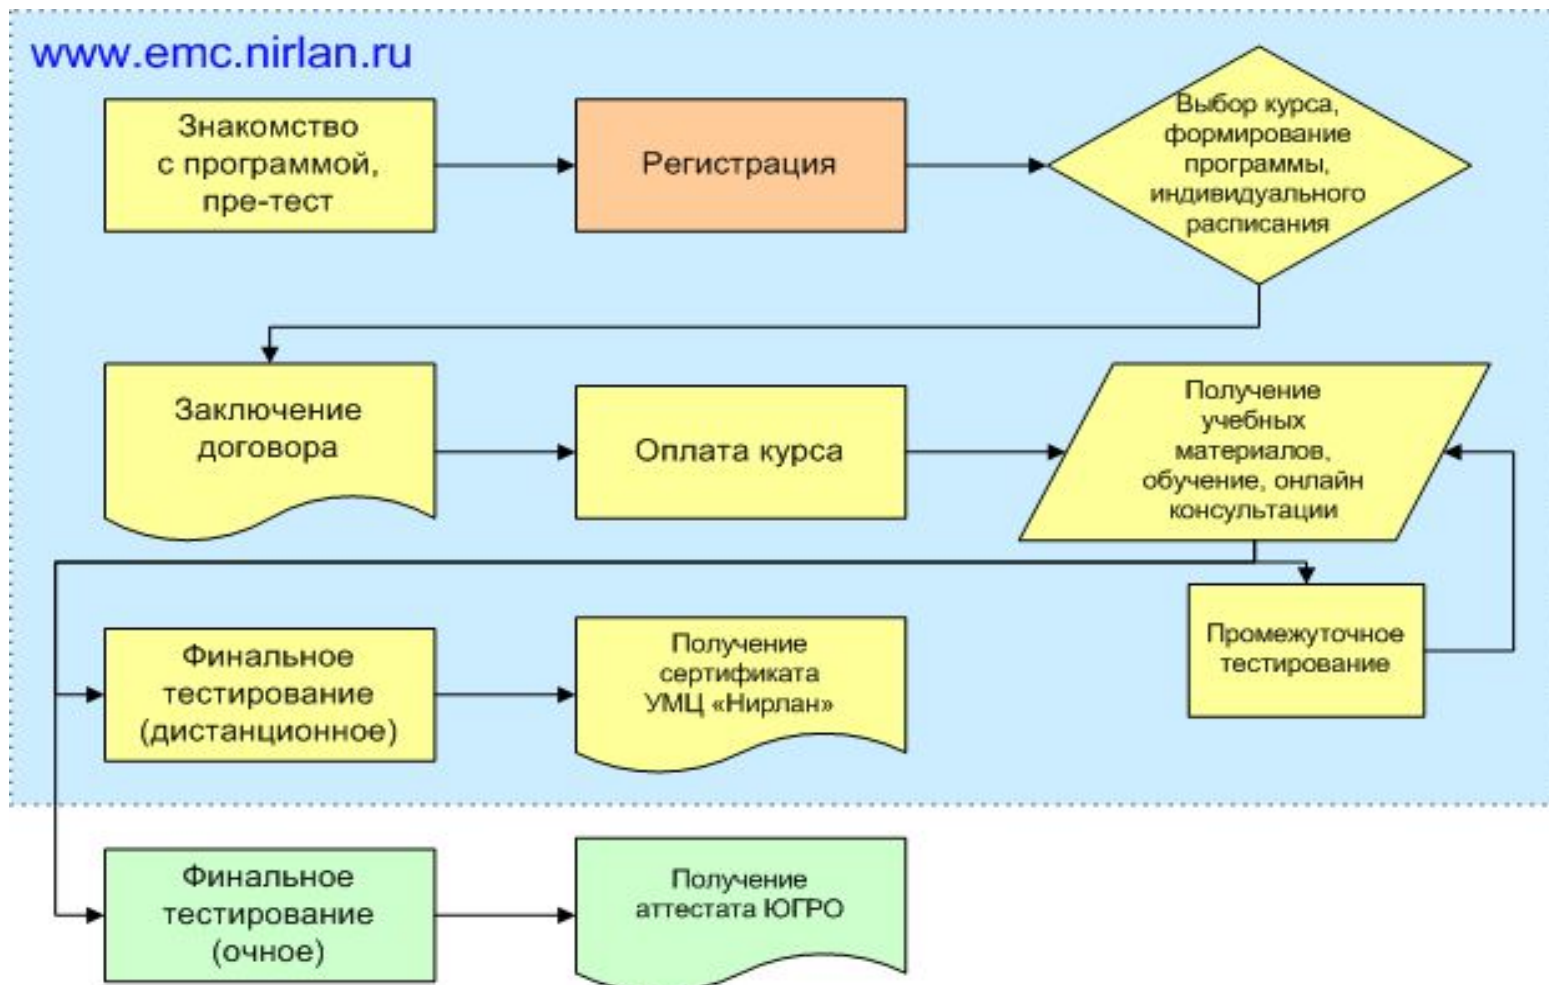 www.emc.nirlan.ru
Знакомство
с программой,
пре-тест
Регистрация
Выбор курса,
формирование
программы,
индивидуального
расписания
Заключение
договора
Оплата курса
Получение
учебных
материалов,
обучение, онлайн
консультации
Промежуточное
тестирование
Финальное
тестирование
(дистанционное)
Получение
сертификата
УМЦ «Нирлан»
Финальное
тестирование
(очное)
Получение
аттестата ЮГРО